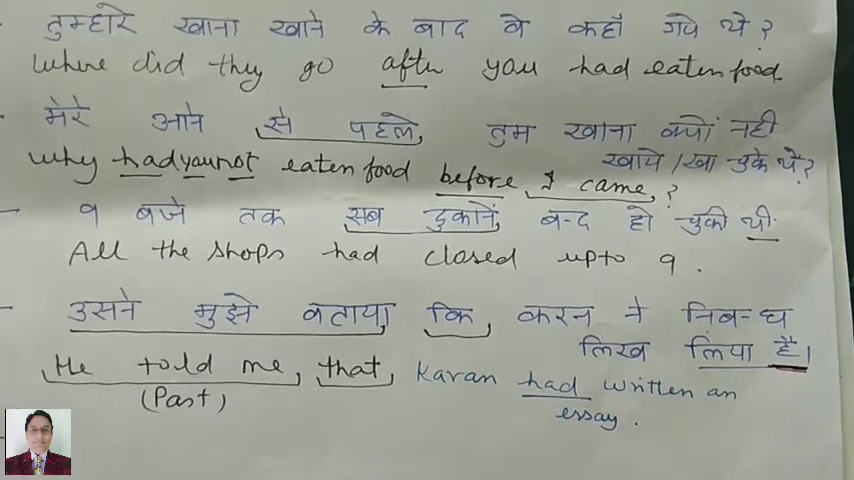 तुम्हारे खाना खाने के बाद वे कहाँ गये थे?
Where did they go after you had eaten food.
मेरे आने से पहले, तुम खाना क्यों नही
खाये/खा चुके थे?
Why had you not eaten food before I came?
९ बजे तक सब दुकानें बन्द हो चुकी थी.
All the shops had closed upto 9.
उसने मुझे बताया कि करन ने निबन्ध
लिख लिया है।
He told me, that, Karan had written an
(Past)
essay.